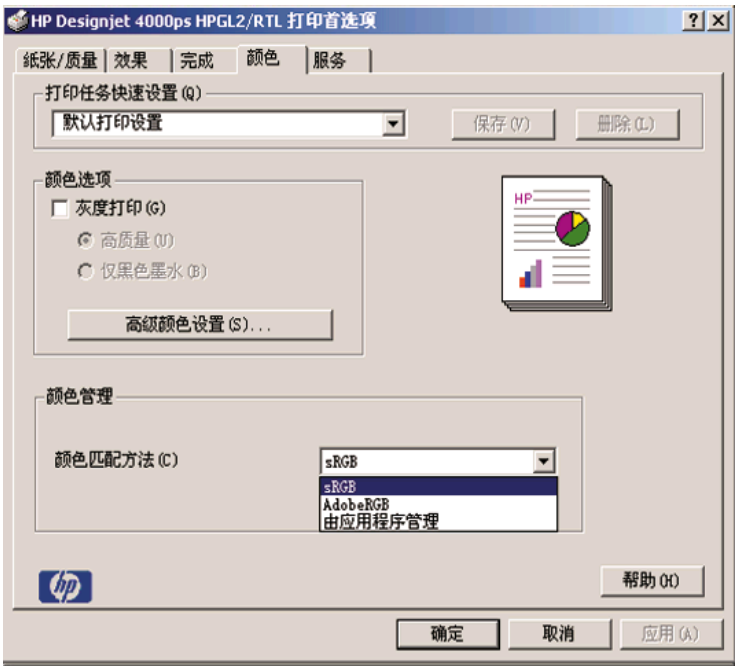 HP Designjet 4000ps HPGL2/RTL 打印首选项
纸张/质量 效果 完成 颜色 服务
打印任务快速设置(Q)
默认打印设置 保存(V) 删除(L)
颜色选项
灰度打印(G)
高质量(U)
仅黑色墨水(B)
高级颜色设置(S)...
HP
颜色管理
颜色匹配方法(C) sRGB
sRGB
AdobeRGB
由应用程序管理
hp
帮助(H)
确定 取消 应用(A)